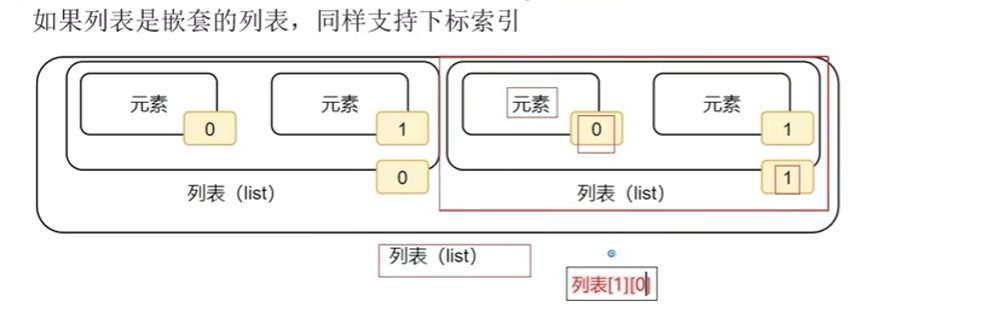 如果列表是嵌套的列表，同样支持下标索引
元素 元素 元素 元素
0 1 0 1
0 1
列表（list） 列表（list）
列表（list）
列表[1][0]